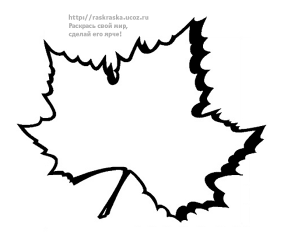 http://raskraska.ucoz.ru
Раскрась свой мир,
сделай его ярче!